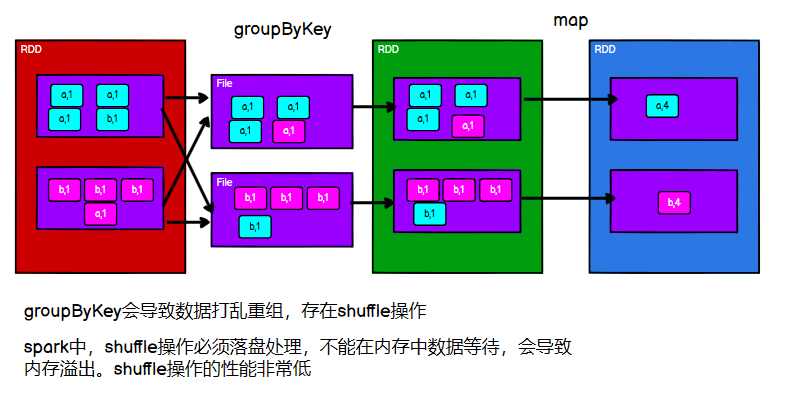 groupByKey
map
RDD
RDD
RDD
File
a,1 a,1
a,1 b,1
b,1 b,1 b,1
a,1
a,1 a,1
a,1 a,1
File
b,1 b,1 b,1
b,1
a,1 a,1
a,1 a,1
b,1 b,1 b,1
b,1
a,4
b,4
groupByKey会导致数据打乱重组，存在shuffle操作
spark中，shuffle操作必须落盘处理，不能在内存中数据等待，会导致
内存溢出。shuffle操作的性能非常低